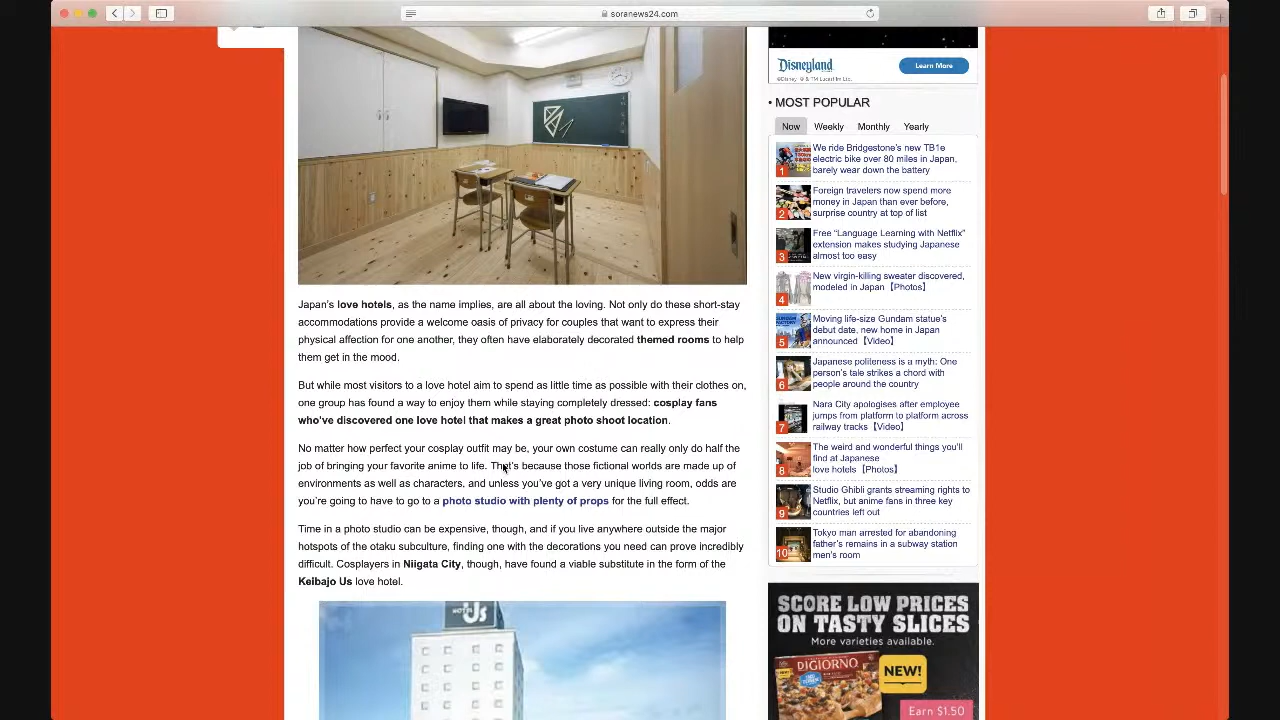 soranews24.com
Disneyland
Learn More
• MOST POPULAR
Now Weekly Monthly Yearly
1
We ride Bridgestone's new TB1e
electric bike over 80 miles in Japan,
barely wear down the battery
2
Foreign travelers now spend more
money in Japan than ever before,
surprise country at top of list
3
Free “Language Learning with Netflix”
extension makes studying Japanese
almost too easy
4
New virgin-killing sweater discovered,
modeled in Japan【Photos】
5
Moving life-size Gundam statue's
debut date, new home in Japan
announced【Video】
6
Japanese politeness is a myth: One
person's tale strikes a chord with
people around the country
7
Nara City apologises after employee
jumps from platform to platform across
railway tracks【Video】
8
The weird and wonderful things you'll
find at Japanese
love hotels【Photos】
9
Studio Ghibli grants streaming rights to
Netflix, but anime fans in three key
countries left out
10
Tokyo man arrested for abandoning
father's remains in a subway station
men's room
Japan's love hotels, as the name implies, are all about the loving. Not only do these short-stay
accommodations provide a welcome oasis of privacy for couples that want to express their
physical affection for one another, they often have elaborately decorated themed rooms to help
them get in the mood.
But while most visitors to a love hotel aim to spend as little time as possible with their clothes on,
one group has found a way to enjoy them while staying completely dressed: cosplay fans
who've discovered one love hotel that makes a great photo shoot location.
No matter how perfect your cosplay outfit may be, your own costume can really only do half the
job of bringing your favorite anime to life. That's because those fictional worlds are made up of
environments as well as characters, and unless you've got a very unique living room, odds are
you're going to have to go to a photo studio with plenty of props for the full effect.
Time in a photo studio can be expensive, though, and if you live anywhere outside the major
hotspots of the otaku subculture, finding one with the decorations you need can prove incredibly
difficult. Cosplayers in Niigata City, though, have found a viable substitute in the form of the
Keibajo Us love hotel.
HOTEL Us
SCORE LOW PRICES
ON TASTY SLICES
More varieties available.
DIGIORNO
NEW!
Earn $1.50